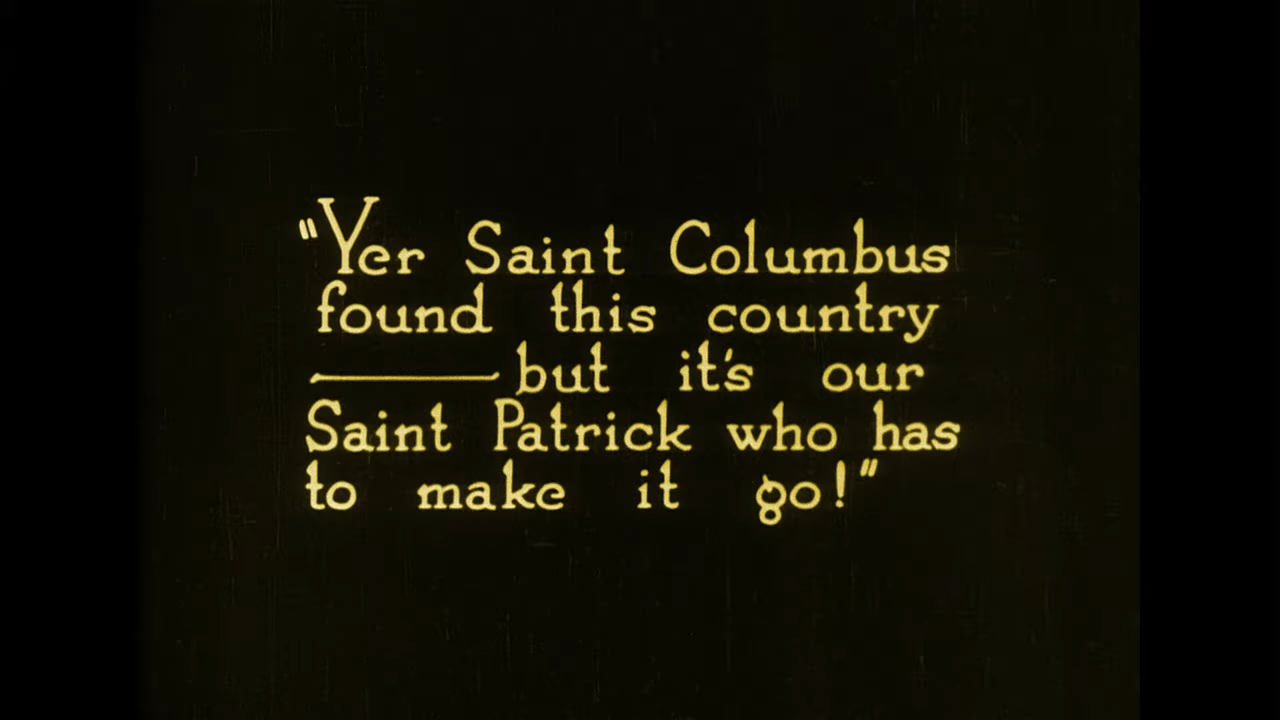 "Yer Saint Columbus
found this country
—— but it's our
Saint Patrick who has
to make it go!"